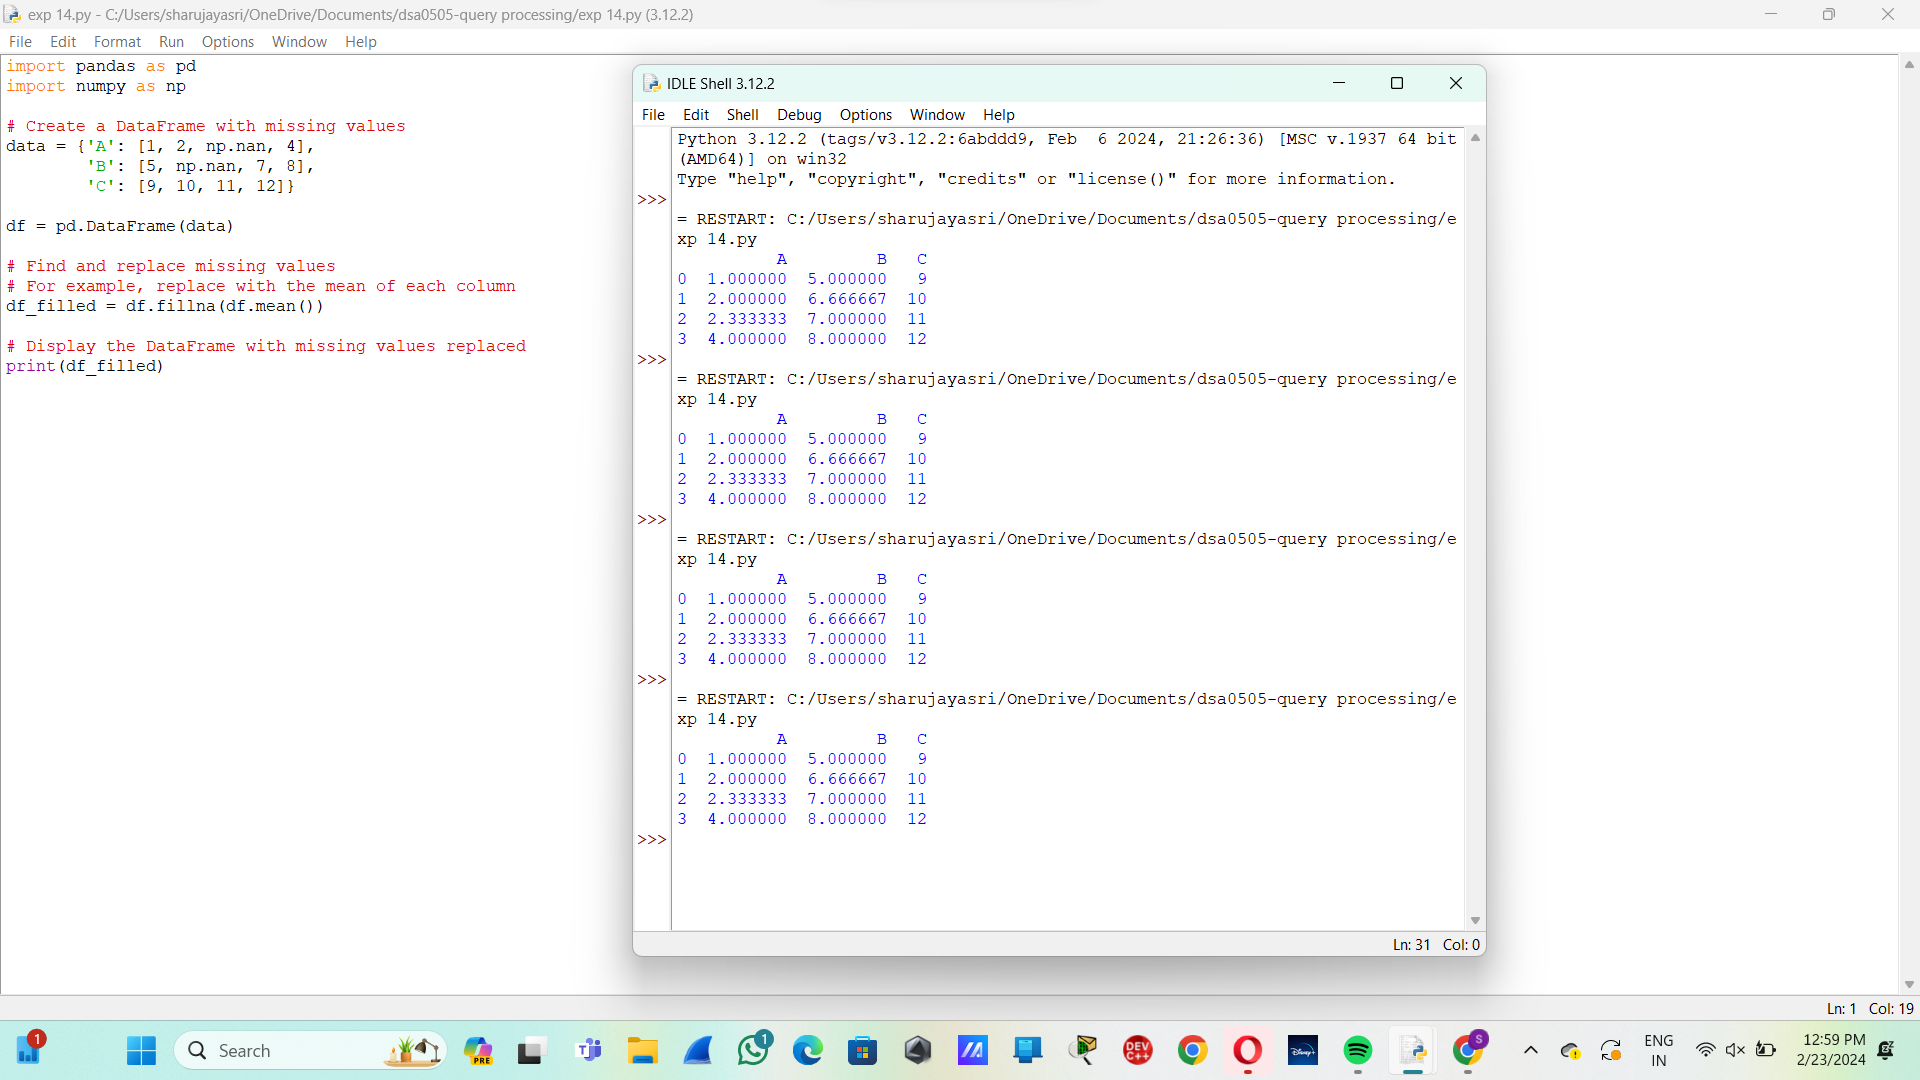 exp 14.py - C:/Users/sharujayasri/OneDrive/Documents/dsa0505-query processing/exp 14.py (3.12.2)
File Edit Format Run Options Window Help
import pandas as pd
import numpy as np
# Create a DataFrame with missing values
data = {'A': [1, 2, np.nan, 4],
'B': [5, np.nan, 7, 8],
'C': [9, 10, 11, 12]}
df = pd.DataFrame(data)
# Find and replace missing values
# For example, replace with the mean of each column
df_filled = df.fillna(df.mean())
# Display the DataFrame with missing values replaced
print(df_filled)
IDLE Shell 3.12.2
File Edit Shell Debug Options Window Help
Python 3.12.2 (tags/v3.12.2:6abddd9, Feb  6 2024, 21:26:36) [MSC v.1937 64 bit
(AMD64)] on win32
Type "help", "copyright", "credits" or "license()" for more information.
>>>
= RESTART: C:/Users/sharujayasri/OneDrive/Documents/dsa0505-query processing/e
xp 14.py
A B C
0 1.000000 5.000000 9
1 2.000000 6.666667 10
2 2.333333 7.000000 11
3 4.000000 8.000000 12
>>>
= RESTART: C:/Users/sharujayasri/OneDrive/Documents/dsa0505-query processing/e
xp 14.py
A B C
0 1.000000 5.000000 9
1 2.000000 6.666667 10
2 2.333333 7.000000 11
3 4.000000 8.000000 12
>>>
= RESTART: C:/Users/sharujayasri/OneDrive/Documents/dsa0505-query processing/e
xp 14.py
A B C
0 1.000000 5.000000 9
1 2.000000 6.666667 10
2 2.333333 7.000000 11
3 4.000000 8.000000 12
>>>
= RESTART: C:/Users/sharujayasri/OneDrive/Documents/dsa0505-query processing/e
xp 14.py
A B C
0 1.000000 5.000000 9
1 2.000000 6.666667 10
2 2.333333 7.000000 11
3 4.000000 8.000000 12
>>>
Ln: 31 Col: 0
Ln: 1 Col: 19
1
Search
PRE
1
DEV C++
Disney+
S
ENG
IN
12:59 PM
2/23/2024